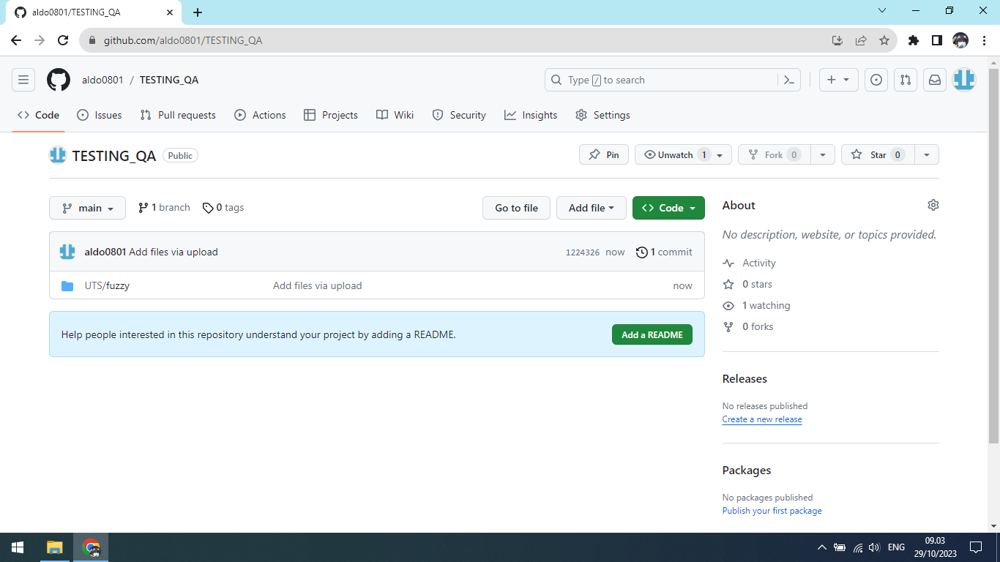 aldo0801/TESTING_QA
github.com/aldo0801/TESTING_QA
aldo0801 / TESTING_QA
Type / to search
Code Issues Pull requests Actions Projects Wiki Security Insights Settings
TESTING_QA Public
Pin Unwatch 1 Fork 0 Star 0
main 1 branch 0 tags Go to file Add file Code
aldo0801 Add files via upload 1224326 now 1 commit
UTS/fuzzy Add files via upload now
Help people interested in this repository understand your project by adding a README. Add a README
About
No description, website, or topics provided.
Activity
0 stars
1 watching
0 forks
Releases
No releases published
Create a new release
Packages
No packages published
Publish your first package
ENG
09.03
29/10/2023